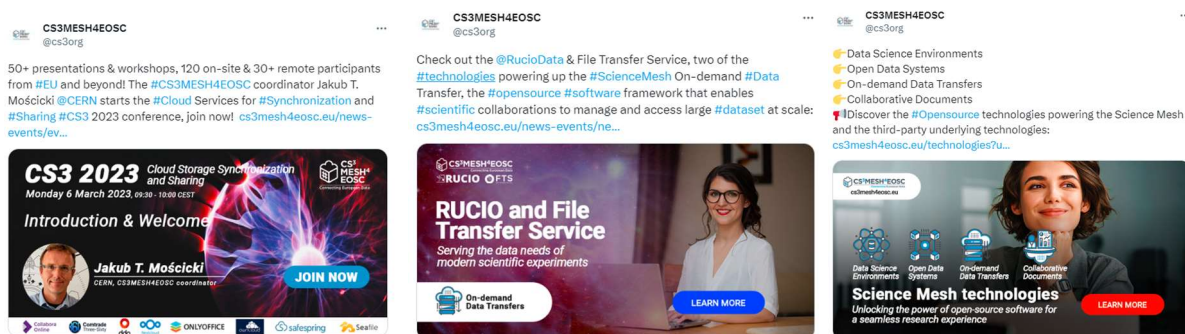 CS3MESH4EOSC
@cs3org
50+ presentations & workshops, 120 on-site & 30+ remote participants
from #EU and beyond! The #CS3MESH4EOSC coordinator Jakub T.
Mościcki @CERN starts the #Cloud Services for #Synchronization and
#Sharing #CS3 2023 conference, join now! cs3mesh4eosc.eu/news-
events/ev...
CS3 2023 Cloud Storage Synchronization
and Sharing
Monday 6 March 2023, 09:30 - 10:00 CEST
CS³
MESH⁴
EOSC
Connecting European Data
Introduction & Welcome
Jakub T. Mościcki
CERN, CS3MESH4EOSC coordinator
JOIN NOW
Collabora
Online
Comtrade
360
ONLYOFFICE
safespring
Seafile
CS3MESH4EOSC
@cs3org
Check out the @RucioData & File Transfer Service, two of the
#technologies powering up the #ScienceMesh On-demand #Data
Transfer, the #opensource #software framework that enables
#scientific collaborations to manage and access large #dataset at scale:
cs3mesh4eosc.eu/news-events/ne...
CS³MESH⁴EOSC
RUCIO FTS
RUCIO and File
Transfer Service
Serving the data needs of
modern scientific experiments
On-demand
Data Transfers
LEARN MORE
CS3MESH4EOSC
@cs3org
Data Science Environments
Open Data Systems
On-demand Data Transfers
Collaborative Documents
Discover the #Opensource technologies powering the Science Mesh
and the third-party underlying technologies:
cs3mesh4eosc.eu/technologies?u...
CS³MESH⁴EOSC
cs3mesh4eosc.eu
Data Science
Environments
Open Data
Systems
On-demand
Data Transfers
Collaborative
Documents
Science Mesh technologies
Unlocking the power of open-source software for
a seamless research experience
LEARN MORE